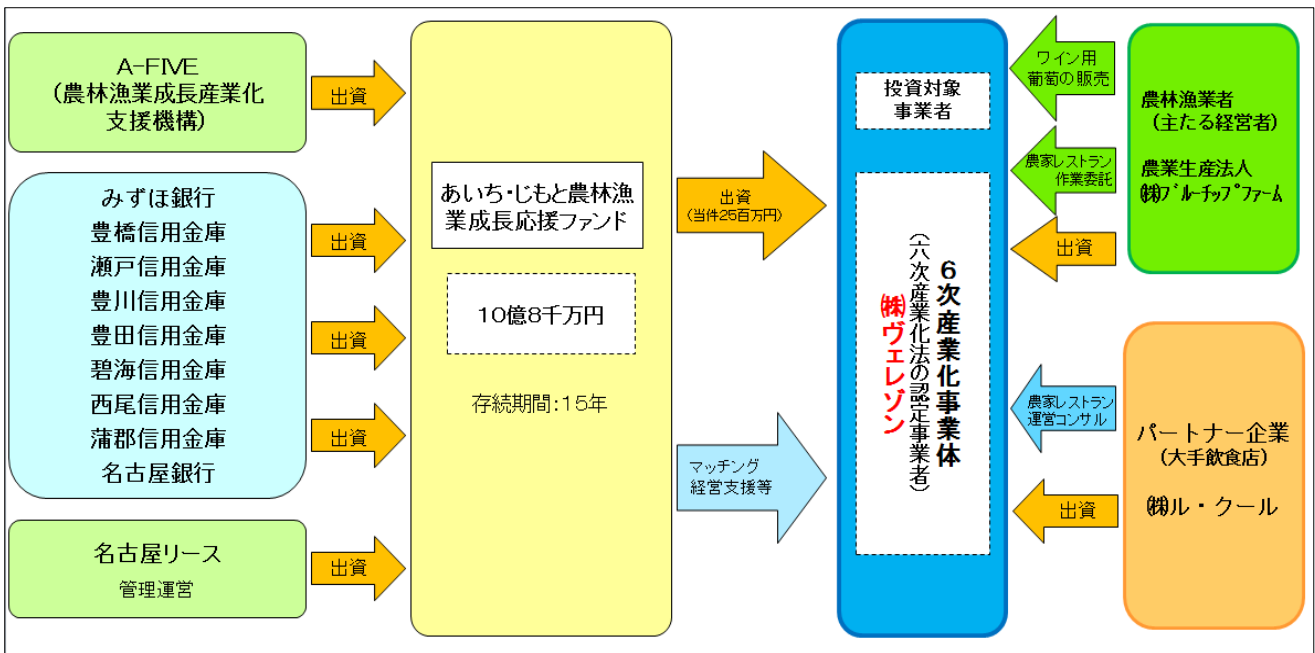 A-FIVE
(農林漁業成長産業化
支援機構)
出資
みずほ銀行
豊橋信用金庫
瀬戸信用金庫
豊川信用金庫
豊田信用金庫
碧海信用金庫
西尾信用金庫
蒲郡信用金庫
名古屋銀行
出資
出資
出資
名古屋リース
管理運営
出資
あいち・じもと農林漁
業成長応援ファンド
10億8千万円
存続期間:15年
出資
(当件25百万円)
マッチング
経営支援等
投資対象
事業者
6次産業化事業体
(六次産業化法の認定事業者)
㈱ヴェレゾン
ワイン用
葡萄の販売
農家レストラン
作業委託
出資
農林漁業者
(主たる経営者)
農業生産法人
㈱ブルーチップファーム
農家レストラン
運営コンサル
出資
パートナー企業
(大手飲食店)
㈱ル・クール